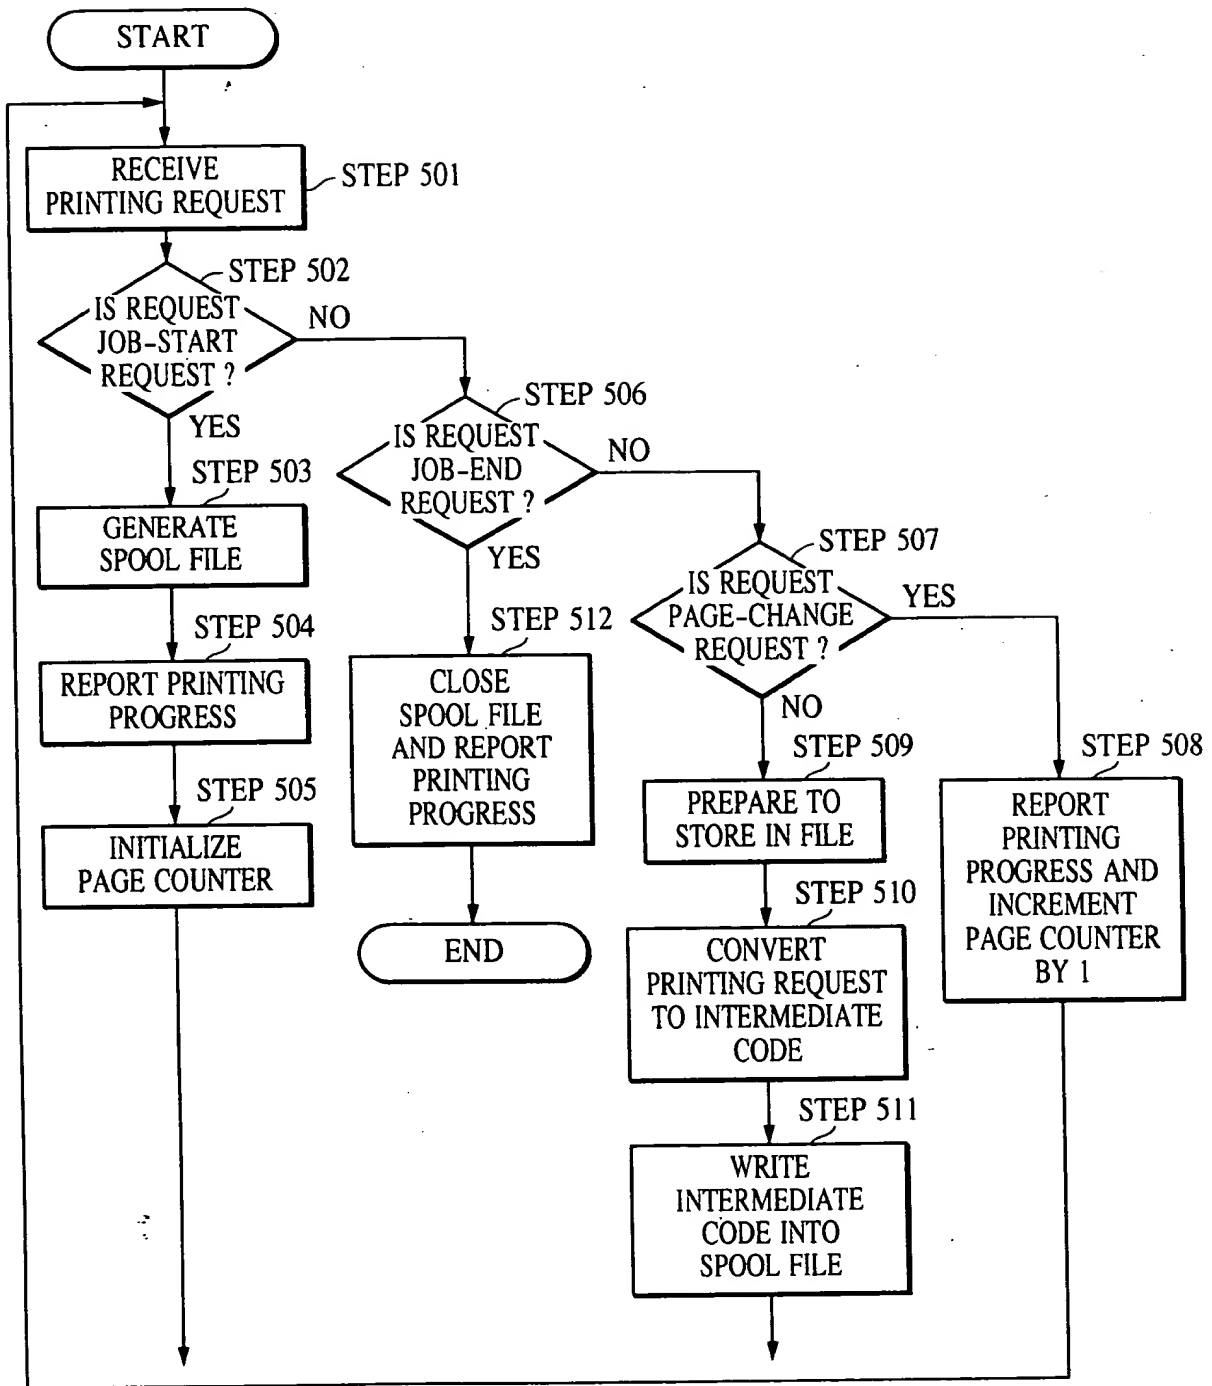 START
RECEIVE
PRINTING REQUEST
STEP 501
STEP 502
IS REQUEST
JOB-START
REQUEST ?
NO
YES
STEP 503
GENERATE
SPOOL FILE
STEP 504
REPORT PRINTING
PROGRESS
STEP 505
INITIALIZE
PAGE COUNTER
STEP 506
IS REQUEST
JOB-END
REQUEST ?
NO
YES
STEP 512
CLOSE
SPOOL FILE
AND REPORT
PRINTING
PROGRESS
END
STEP 507
IS REQUEST
PAGE-CHANGE
REQUEST ?
YES
NO
STEP 509
PREPARE TO
STORE IN FILE
STEP 510
CONVERT
PRINTING REQUEST
TO INTERMEDIATE
CODE
STEP 511
WRITE
INTERMEDIATE
CODE INTO
SPOOL FILE
STEP 508
REPORT
PRINTING
PROGRESS AND
INCREMENT
PAGE COUNTER
BY 1